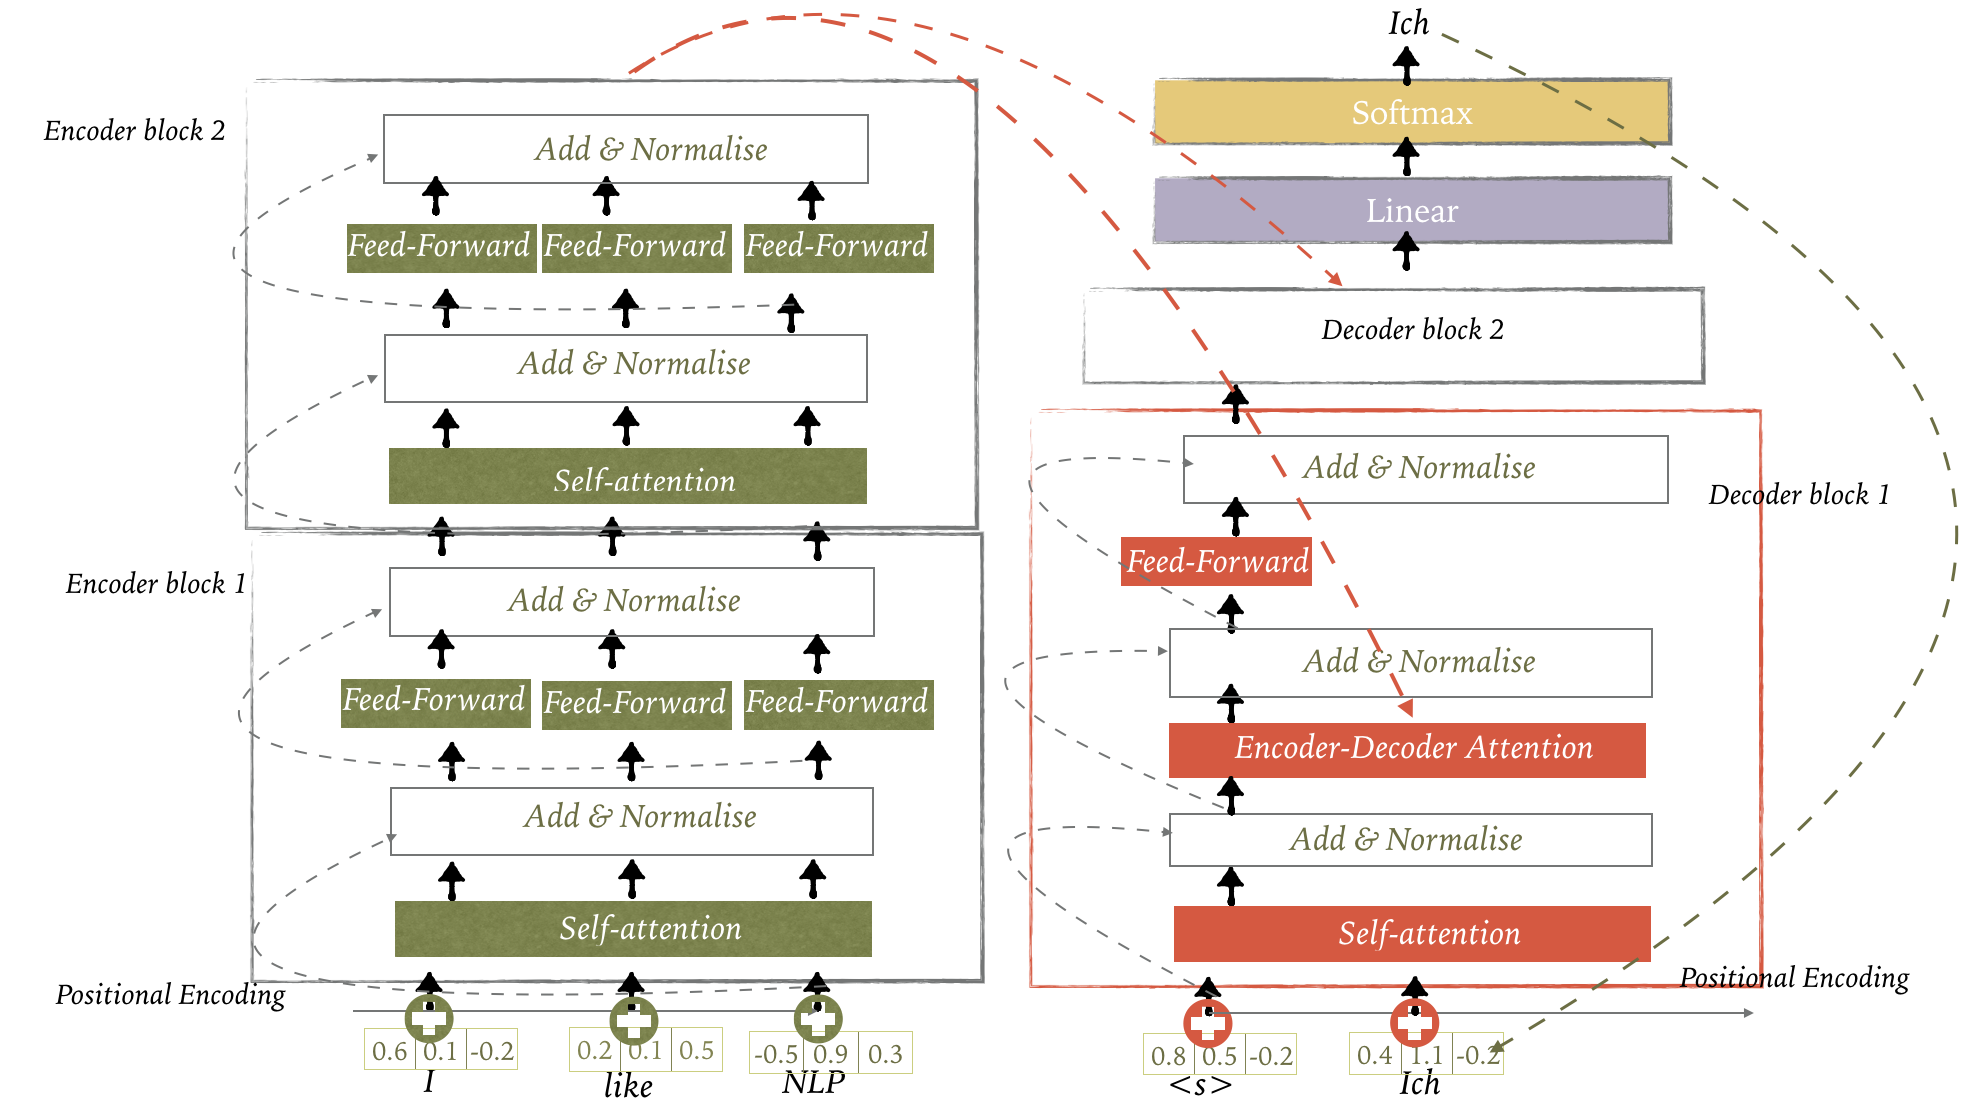 Encoder block 2
Add & Normalise
Feed-Forward Feed-Forward Feed-Forward
Add & Normalise
Self-attention
Encoder block 1
Add & Normalise
Feed-Forward Feed-Forward Feed-Forward
Add & Normalise
Self-attention
Positional Encoding
0.6 0.1 -0.2
0.2 0.1 0.5
-0.5 0.9 0.3
I
like
NLP
Ich
Softmax
Linear
Decoder block 2
Decoder block 1
Add & Normalise
Feed-Forward
Add & Normalise
Encoder-Decoder Attention
Add & Normalise
Self-attention
Positional Encoding
0.8 0.5 -0.2
0.4 1.1 -0.2
<s>
Ich